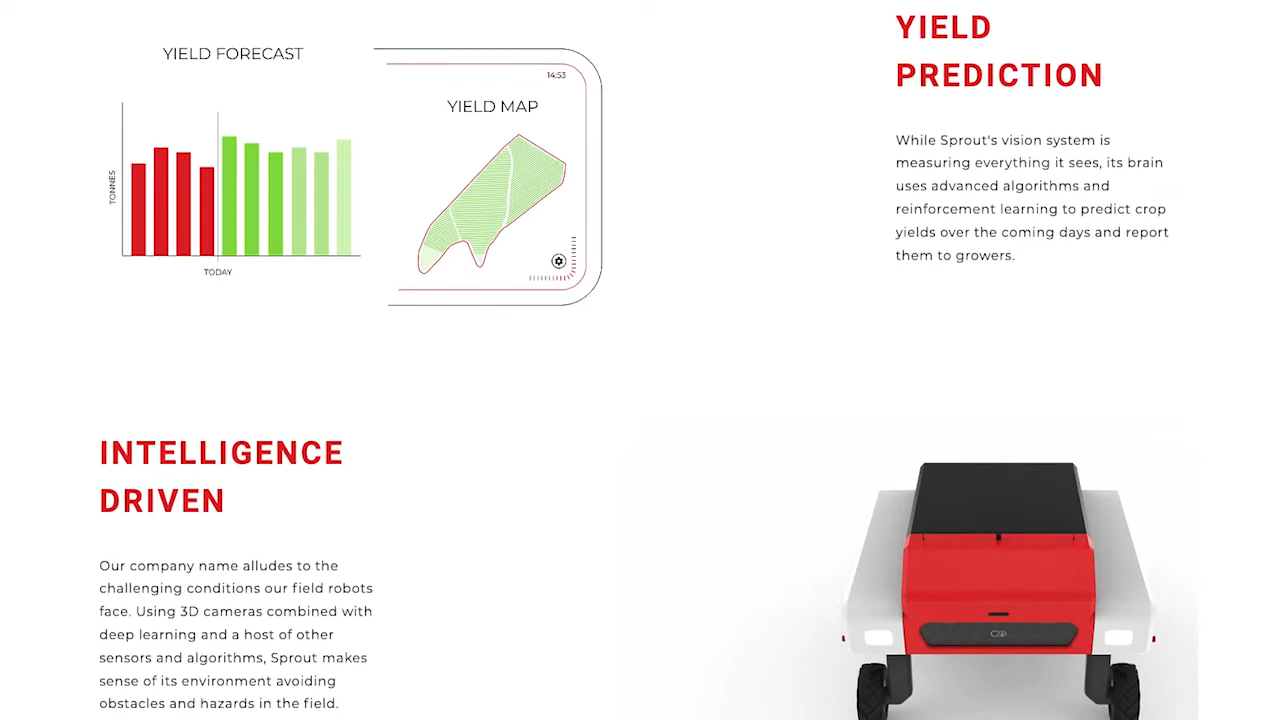 YIELD FORECAST
TONNES
TODAY
14:53
YIELD MAP
YIELD
PREDICTION
While Sprout's vision system is
measuring everything it sees, its brain
uses advanced algorithms and
reinforcement learning to predict crop
yields over the coming days and report
them to growers.
INTELLIGENCE
DRIVEN
Our company name alludes to the
challenging conditions our field robots
face. Using 3D cameras combined with
deep learning and a host of other
sensors and algorithms, Sprout makes
sense of its environment avoiding
obstacles and hazards in the field.